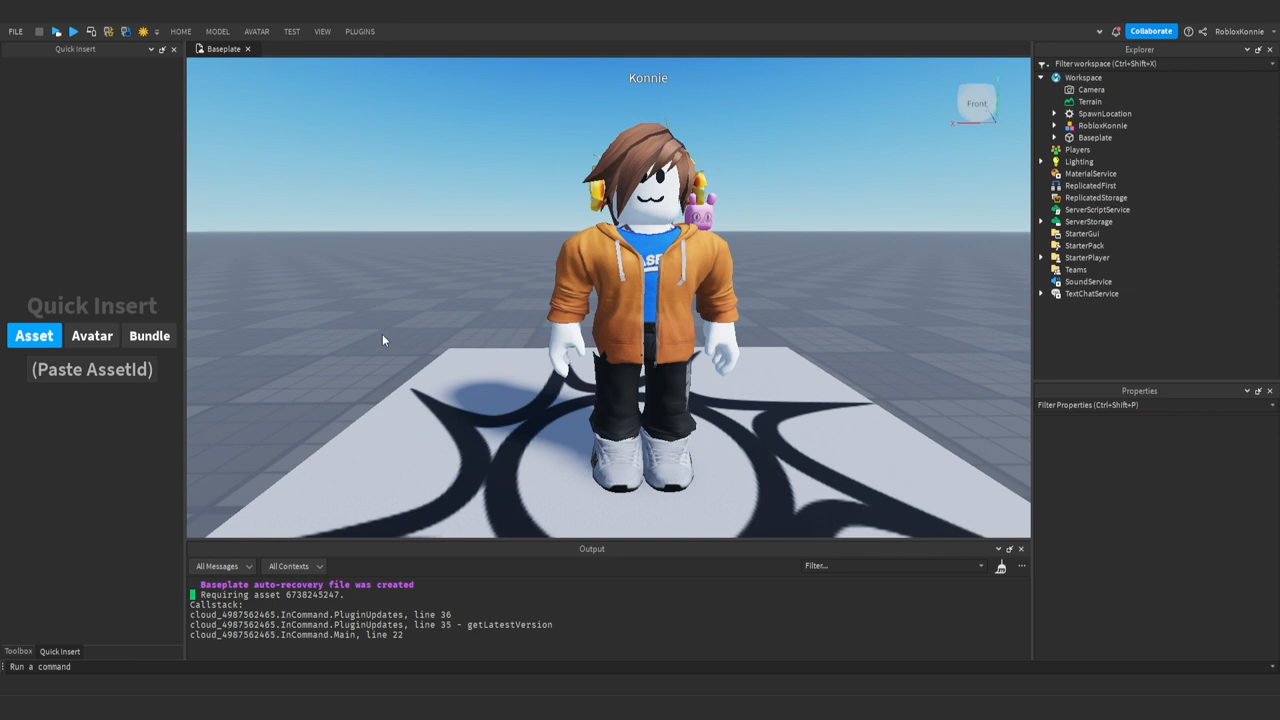 FILE HOME MODEL AVATAR TEST VIEW PLUGINS Collaborate RobloxKonnie
Quick Insert
Baseplate
Explorer
Filter workspace (Ctrl+Shift+X)
Workspace
Camera
Terrain
SpawnLocation
RobloxKonnie
Baseplate
Players
Lighting
MaterialService
ReplicatedFirst
ReplicatedStorage
ServerScriptService
ServerStorage
StarterGui
StarterPack
StarterPlayer
Teams
SoundService
TextChatService
Konnie
Front
Quick Insert
Asset Avatar Bundle
(Paste AssetId)
Properties
Filter Properties (Ctrl+Shift+P)
Output
All Messages All Contexts Filter...
Baseplate auto-recovery file was created
Requiring asset 6738245247.
Callstack:
cloud_4987562465.InCommand.PluginUpdates, line 36
cloud_4987562465.InCommand.PluginUpdates, line 35 - getLatestVersion
cloud_4987562465.InCommand.Main, line 22
Toolbox Quick Insert
Run a command